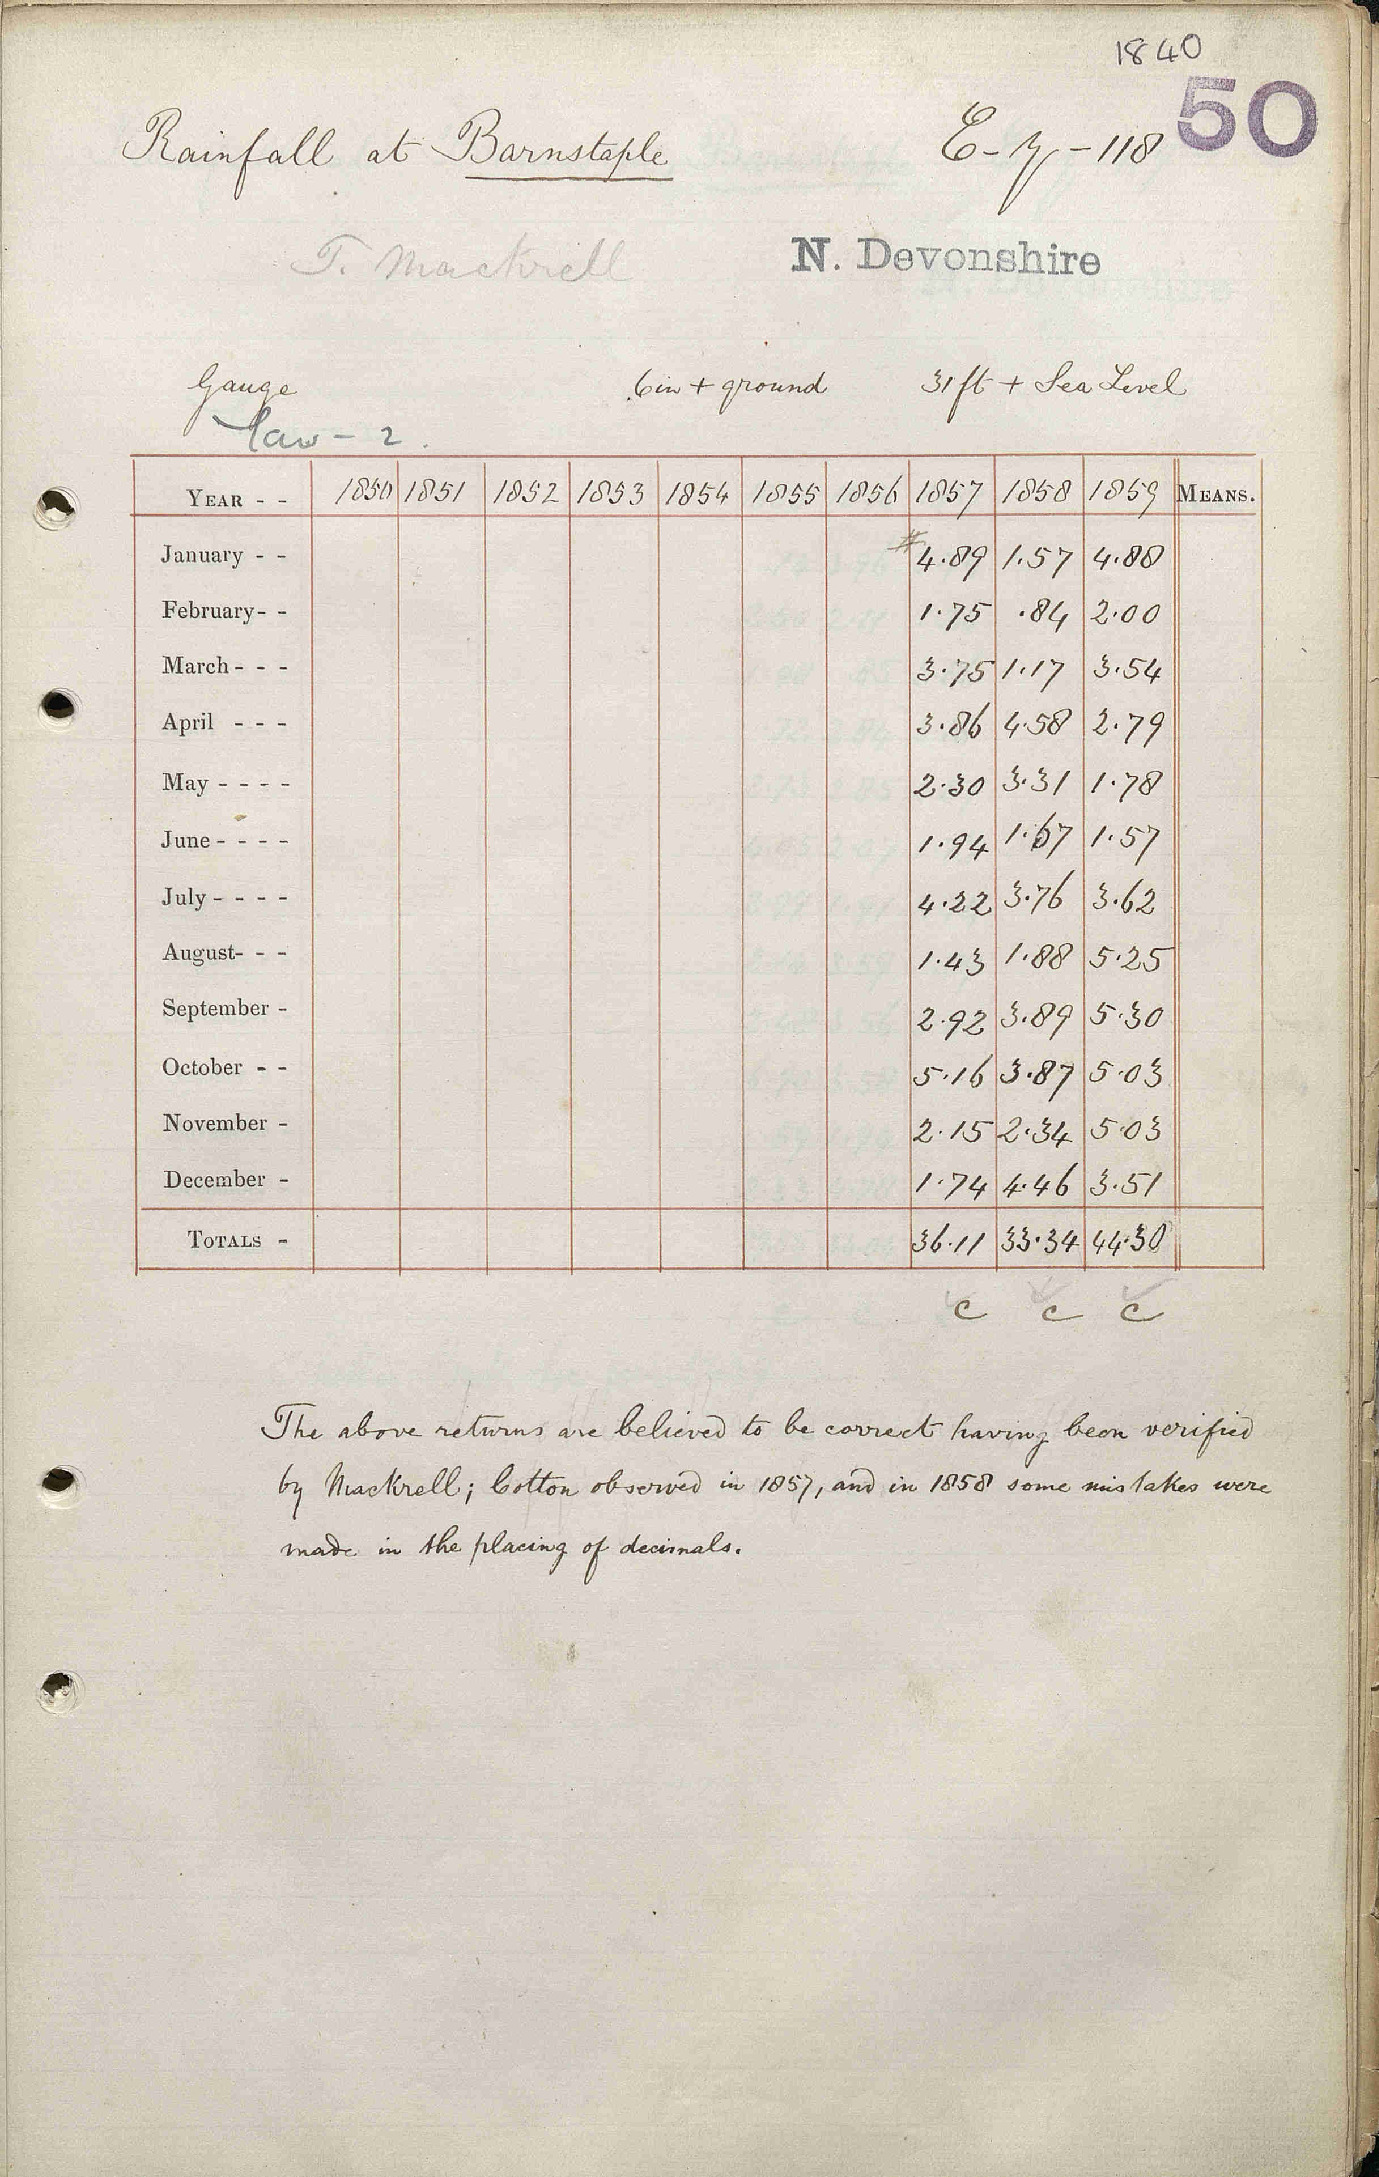 1840
50
Rainfall at Barnstaple
E-y-118
T. Mackrell
N. Devonshire
Gauge 6in + ground 31ft + Sea Level
Taw - 2.
YEAR - - 1850 1851 1852 1853 1854 1855 1856 1857 1858 1859 MEANS.
January - - # 4.89 1.57 4.88
February - - 1.75 .84 2.00
March - - - 3.75 1.17 3.54
April - - - 3.86 4.58 2.79
May - - - - 2.30 3.31 1.78
June - - - - 1.94 1.67 1.57
July - - - - 4.22 3.76 3.62
August - - - 1.43 1.88 5.25
September - 2.92 3.89 5.30
October - - 5.16 3.87 5.03
November - 2.15 2.34 5.03
December - 1.74 4.46 3.51
TOTALS - 36.11 33.34 44.30
c c c
The above returns are believed to be correct having been verified
by Mackrell; Cotton observed in 1857, and in 1858 some mistakes were
made in the placing of decimals.